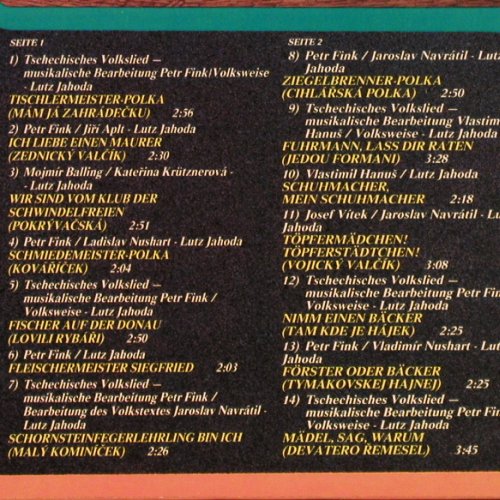 SEITE 1
1) Tschechisches Volkslied —
musikalische Bearbeitung Petr Fink/Volksweise
- Lutz Jahoda
TISCHLERMEISTER-POLKA
(MÁM JÁ ZAHRÁDEČKU) 2:56
2) Petr Fink / Jiří Aplt - Lutz Jahoda
ICH LIEBE EINEN MAURER
(ZEDNICKÝ VALČÍK) 2:30
3) Mojmír Balling / Kateřina Krütznerová -
- Lutz Jahoda
WIR SIND VOM KLUB DER
SCHWINDELFREIEN
(POKRÝVAČSKÁ) 2:51
4) Petr Fink / Ladislav Nushart - Lutz Jahoda
SCHMIEDEMEISTER-POLKA
(KOVAŘÍČEK) 2:04
5) Tschechisches Volkslied —
musikalische Bearbeitung Petr Fink /
Volksweise - Lutz Jahoda
FISCHER AUF DER DONAU
(LOVILI RYBÁŘI) 2:50
6) Petr Fink / Lutz Jahoda
FLEISCHERMEISTER SIEGFRIED 2:03
7) Tschechisches Volkslied —
musikalische Bearbeitung Petr Fink /
Bearbeitung des Volkstextes Jaroslav Navrátil -
- Lutz Jahoda
SCHORNSTEINFEGERLEHRLING BIN ICH
(MALÝ KOMINÍČEK) 2:26
SEITE 2
8) Petr Fink / Jaroslav Navrátil - Lutz
Jahoda
ZIEGELBRENNER-POLKA
(CIHLÁŘSKÁ POLKA) 2:50
9) Tschechisches Volkslied —
musikalische Bearbeitung Vlastim
Hanuš / Volksweise - Lutz Jahoda
FUHRMANN, LASS DIR RATEN
(JEDOU FORMANI) 3:28
10) Vlastimil Hanuš / Lutz Jahoda
SCHUHMACHER,
MEIN SCHUHMACHER 2:18
11) Josef Vítek / Jaroslav Navrátil - Lut
Jahoda
TÖPFERMÄDCHEN!
TÖPFERSTÄDTCHEN!
(VOJICKÝ VALČÍK) 3:08
12) Tschechisches Volkslied —
musikalische Bearbeitung Petr Fin
Volksweise - Lutz Jahoda
NIMM EINEN BÄCKER
(TAM KDE JE HÁJEK) 2:25
13) Petr Fink / Vladimír Nushart - Lutz
Jahoda
FÖRSTER ODER BÄCKER
(TYMAKOVSKEJ HAJNEJ) 2:25
14) Tschechisches Volkslied —
musikalische Bearbeitung Petr Fin
Volksweise - Lutz Jahoda
MÄDEL, SAG, WARUM
(DEVATERO ŘEMESEL) 3:45